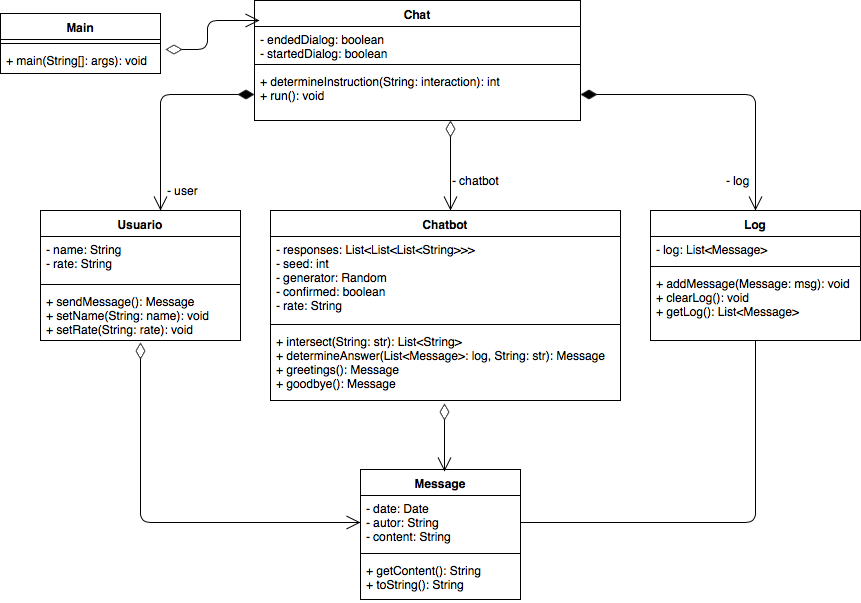 Main
+ main(String[]: args): void
Chat
- endedDialog: boolean
- startedDialog: boolean
+ determineInstruction(String: interaction): int
+ run(): void
- user
- chatbot
- log
Usuario
- name: String
- rate: String
+ sendMessage(): Message
+ setName(String: name): void
+ setRate(String: rate): void
Chatbot
- responses: List<List<List<String>>>
- seed: int
- generator: Random
- confirmed: boolean
- rate: String
+ intersect(String: str): List<String>
+ determineAnswer(List<Message>: log, String: str): Message
+ greetings(): Message
+ goodbye(): Message
Log
- log: List<Message>
+ addMessage(Message: msg): void
+ clearLog(): void
+ getLog(): List<Message>
Message
- date: Date
- autor: String
- content: String
+ getContent(): String
+ toString(): String